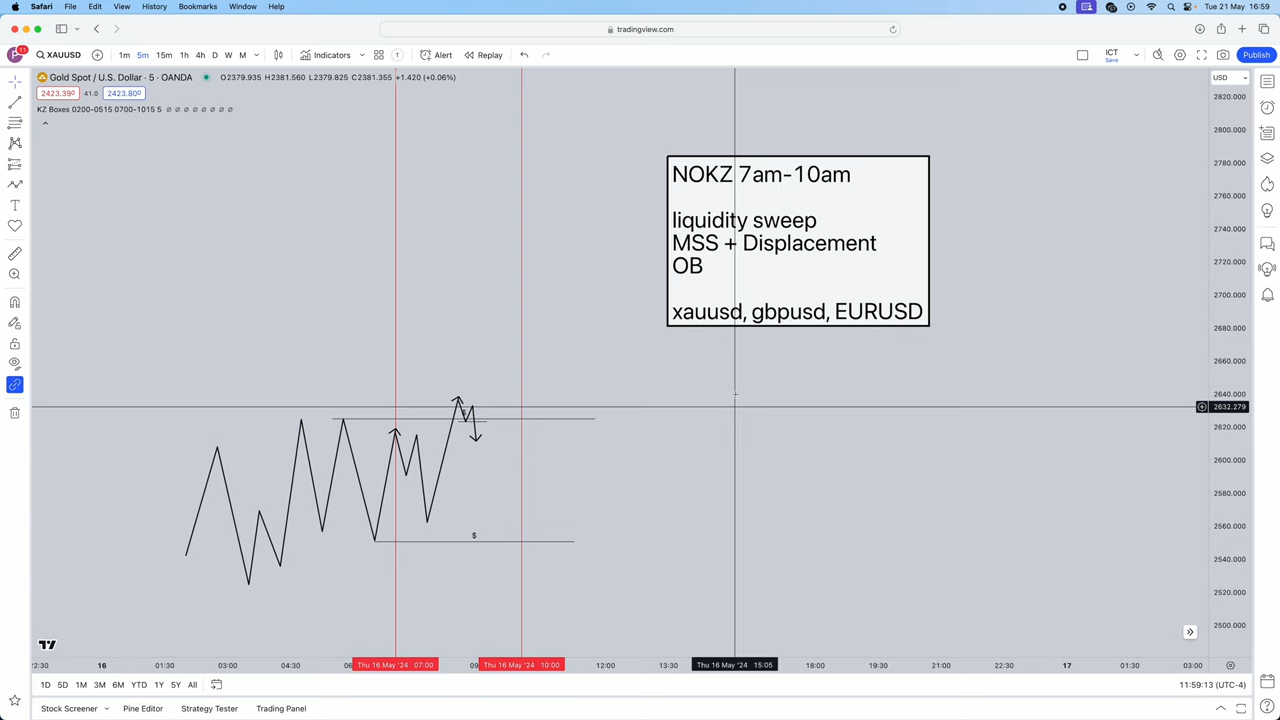 Safari File Edit View History Bookmarks Window Help
Tue 21 May 16:59
tradingview.com
11
XAUUSD
1m 5m 15m 1h 4h D W M
Indicators
Alert
Replay
ICT
Save
Publish
Gold Spot / U.S. Dollar · 5 · OANDA
O2379.935 H2381.560 L2379.825 C2381.355 +1.420 (+0.06%)
USD
2423.390 41.0 2423.800
KZ Boxes 0200-0515 0700-1015 5 ∅ ∅ ∅ ∅ ∅ ∅ ∅ ∅
NOKZ 7am-10am
liquidity sweep
MSS + Displacement
OB
xauusd, gbpusd, EURUSD
$
2820.000
2800.000
2780.000
2760.000
2740.000
2720.000
2700.000
2680.000
2660.000
2640.000
2632.279
2620.000
2600.000
2580.000
2560.000
2540.000
2520.000
2500.000
22:30 16 01:30 03:00 04:30 Thu 16 May '24 07:00 Thu 16 May '24 10:00 12:00 13:30 Thu 16 May '24 15:05 18:00 19:30 21:00 22:30 17 01:30 03:00
1D 5D 1M 3M 6M YTD 1Y 5Y All
11:59:13 (UTC-4)
Stock Screener Pine Editor Strategy Tester Trading Panel